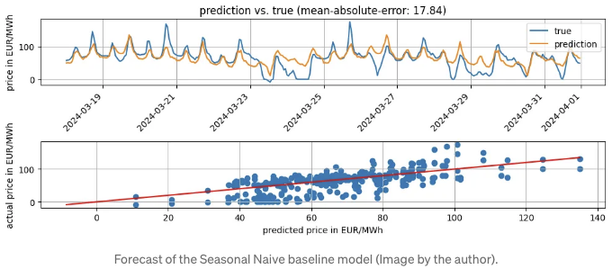 prediction vs. true (mean-absolute-error: 17.84)
true
prediction
price in EUR/MWh
100
0
2024-03-19
2024-03-21
2024-03-23
2024-03-25
2024-03-27
2024-03-29
2024-03-31
2024-04-01
actual price in EUR/MWh
100
0
0
20
40
60
80
100
120
140
predicted price in EUR/MWh
Forecast of the Seasonal Naive baseline model (Image by the author).